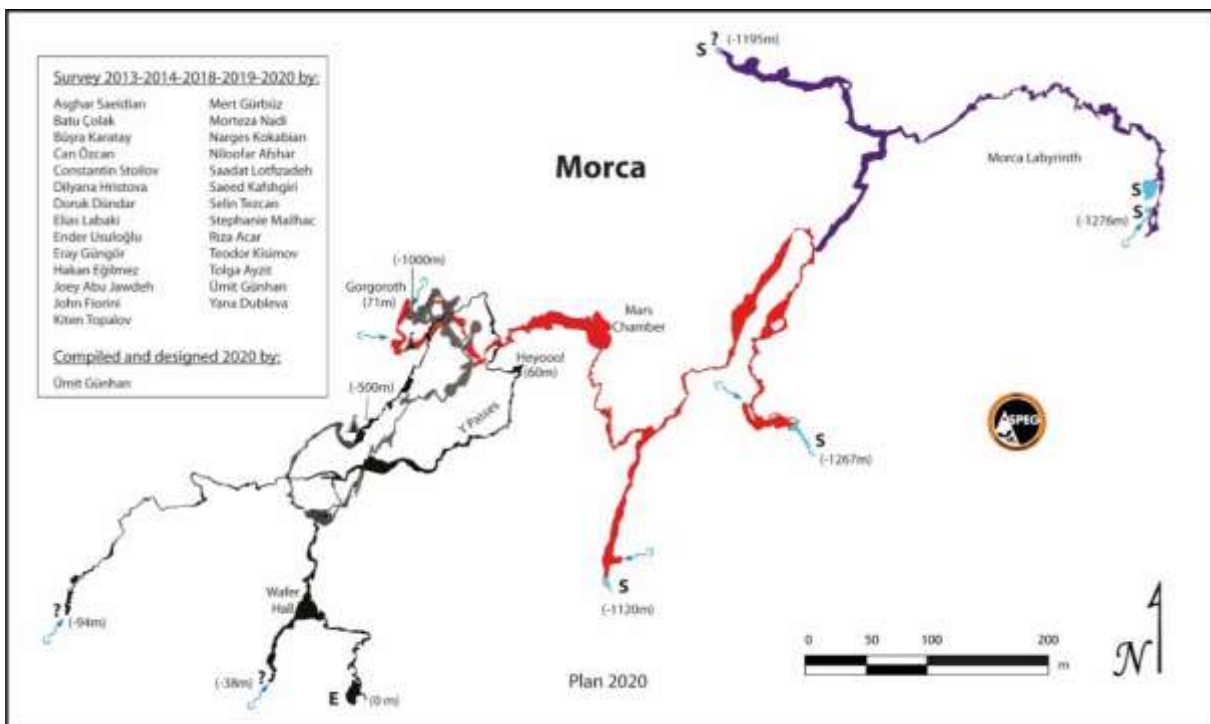 Survey 2013-2014-2018-2019-2020 by:
Asghar Saeidian
Batu Çolak
Büşra Karatay
Can Özcan
Constantin Stoilov
Dilyana Hristova
Doruk Dündar
Elias Labaki
Ender Usuloğlu
Eray Güngör
Hakan Eğilmez
Joey Abu Jawdeh
John Fiorini
Kiten Topalov
Mert Gürbüz
Morteza Nadi
Narges Kokabian
Niloofar Afshar
Saadat Lotfizadeh
Saeed Kafshgiri
Selin Tezcan
Stephanie Mailhac
Rıza Acar
Teodor Kisimov
Tolga Ayzit
Ümit Günhan
Yana Dubleva
Compiled and designed 2020 by:
Ümit Günhan
Morca
S ? (-1195m)
Morca Labyrinth
S
S
(-1276m)
(-1000m)
Gorgoroth
(71m)
Mars
Chamber
Heyooo!
(60m)
(-500m)
Y Passes
S
(-1267m)
S
(-1120m)
? (-94m)
Wafer
Hall
?
(-38m)
E (0 m)
Plan 2020
ASPEG
0 50 100 200
m
N